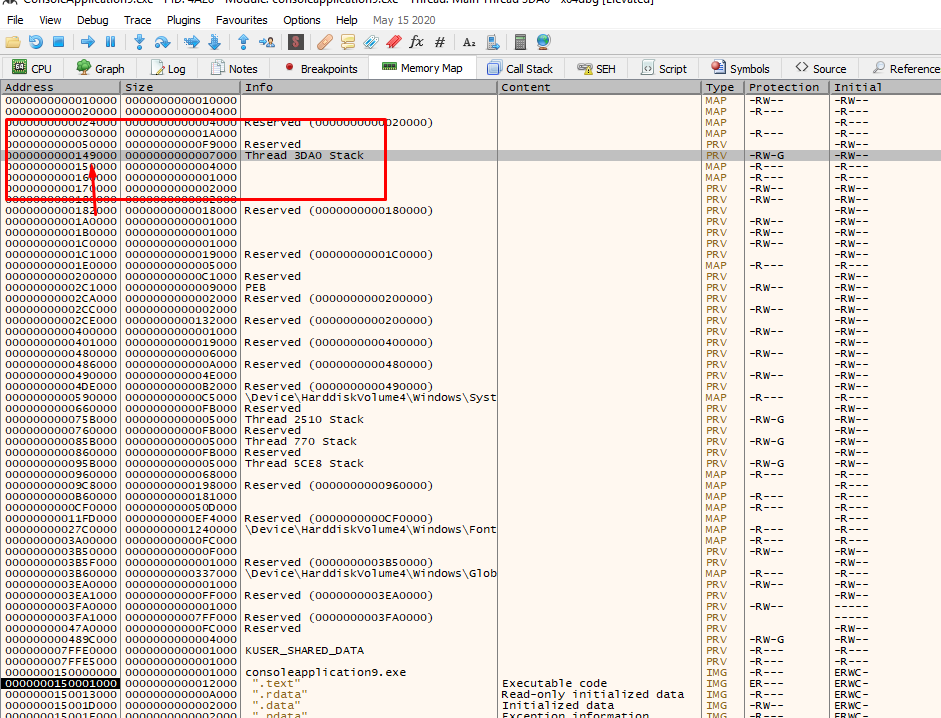 ConsoleApplication9.exe - PID: 4AE0 - Module: consoleapplication9.exe - Thread: Main Thread 3DA0 - x64dbg [Elevated]
File View Debug Trace Plugins Favourites Options Help May 15 2020
CPU Graph Log Notes Breakpoints Memory Map Call Stack SEH Script Symbols Source Reference
Address Size Info Content Type Protection Initial
0000000000010000 0000000000010000 MAP -RW-- -RW--
0000000000020000 0000000000004000 MAP -R--- -R---
0000000000024000 0000000000004000 Reserved (0000000000020000) MAP -R---
0000000000030000 000000000001A000 MAP -R--- -R---
0000000000050000 00000000000F9000 Reserved PRV -RW--
0000000000149000 0000000000007000 Thread 3DA0 Stack PRV -RW-G -RW--
0000000000150000 0000000000004000 MAP -R--- -R---
0000000000160000 0000000000001000 MAP -R--- -R---
0000000000170000 0000000000002000 PRV -RW-- -RW--
0000000000180000 0000000000002000 PRV -RW-- -RW--
0000000000182000 0000000000018000 Reserved (0000000000180000) PRV -RW--
00000000001A0000 0000000000001000 PRV -RW-- -RW--
00000000001B0000 0000000000001000 PRV -RW-- -RW--
00000000001C0000 0000000000001000 PRV -RW-- -RW--
00000000001C1000 0000000000019000 Reserved (00000000001C0000) PRV -RW--
00000000001E0000 0000000000005000 MAP -R--- -R---
0000000000200000 00000000000C1000 Reserved PRV -RW--
00000000002C1000 0000000000009000 PEB PRV -RW-- -RW--
00000000002CA000 0000000000002000 Reserved (0000000000200000) PRV -RW--
00000000002CC000 0000000000002000 PRV -RW-- -RW--
00000000002CE000 0000000000132000 Reserved (0000000000200000) PRV -RW--
0000000000400000 0000000000001000 PRV -RW-- -RW--
0000000000401000 0000000000019000 Reserved (0000000000400000) PRV -RW--
0000000000480000 0000000000006000 PRV -RW-- -RW--
0000000000486000 000000000000A000 Reserved (0000000000480000) PRV -RW--
0000000000490000 000000000004E000 PRV -RW-- -RW--
00000000004DE000 00000000000B2000 Reserved (0000000000490000) PRV -RW--
0000000000590000 00000000000C5000 \Device\HarddiskVolume4\Windows\Syst MAP -R--- -R---
0000000000660000 00000000000FB000 Reserved PRV -RW--
000000000075B000 0000000000005000 Thread 2510 Stack PRV -RW-G -RW--
0000000000760000 00000000000FB000 Reserved PRV -RW--
000000000085B000 0000000000005000 Thread 770 Stack PRV -RW-G -RW--
0000000000860000 00000000000FB000 Reserved PRV -RW--
000000000095B000 0000000000005000 Thread 5CE8 Stack PRV -RW-G -RW--
0000000000960000 0000000000068000 MAP -R--- -R---
00000000009C8000 0000000000198000 Reserved (0000000000960000) MAP -R---
0000000000B60000 0000000000181000 MAP -R--- -R---
0000000000CF0000 000000000050D000 MAP -R--- -R---
00000000011FD000 0000000000EF4000 Reserved (0000000000CF0000) MAP -R---
00000000027C0000 0000000001240000 \Device\HarddiskVolume4\Windows\Font MAP -R--- -R---
0000000003A00000 00000000000FC000 MAP -R--- -R---
0000000003B50000 000000000000F000 PRV -RW-- -RW--
0000000003B5F000 0000000000001000 Reserved (0000000003B50000) PRV -RW--
0000000003B60000 0000000000337000 \Device\HarddiskVolume4\Windows\Glob MAP -R--- -R---
0000000003EA0000 0000000000001000 PRV -RW-- -RW--
0000000003EA1000 00000000000FF000 Reserved (0000000003EA0000) PRV -RW--
0000000003FA0000 0000000000001000 PRV -RW-- -----
0000000003FA1000 00000000007FF000 Reserved (0000000003FA0000) PRV -----
00000000047A0000 00000000000FC000 Reserved PRV -RW--
000000000489C000 0000000000004000 PRV -RW-G -RW--
000000007FFE0000 0000000000001000 KUSER_SHARED_DATA PRV -R--- -R---
000000007FFE5000 0000000000001000 PRV -R--- -R---
0000000150000000 0000000000001000 consoleapplication9.exe IMG -R--- ERWC-
0000000150001000 0000000000012000 ".text" Executable code IMG ER--- ERWC-
0000000150013000 000000000000A000 ".rdata" Read-only initialized data IMG -R--- ERWC-
000000015001D000 0000000000002000 ".data" Initialized data IMG -RW-- ERWC-
000000015001F000 0000000000002000 ".pdata" Exception information IMG -R--- ERWC-